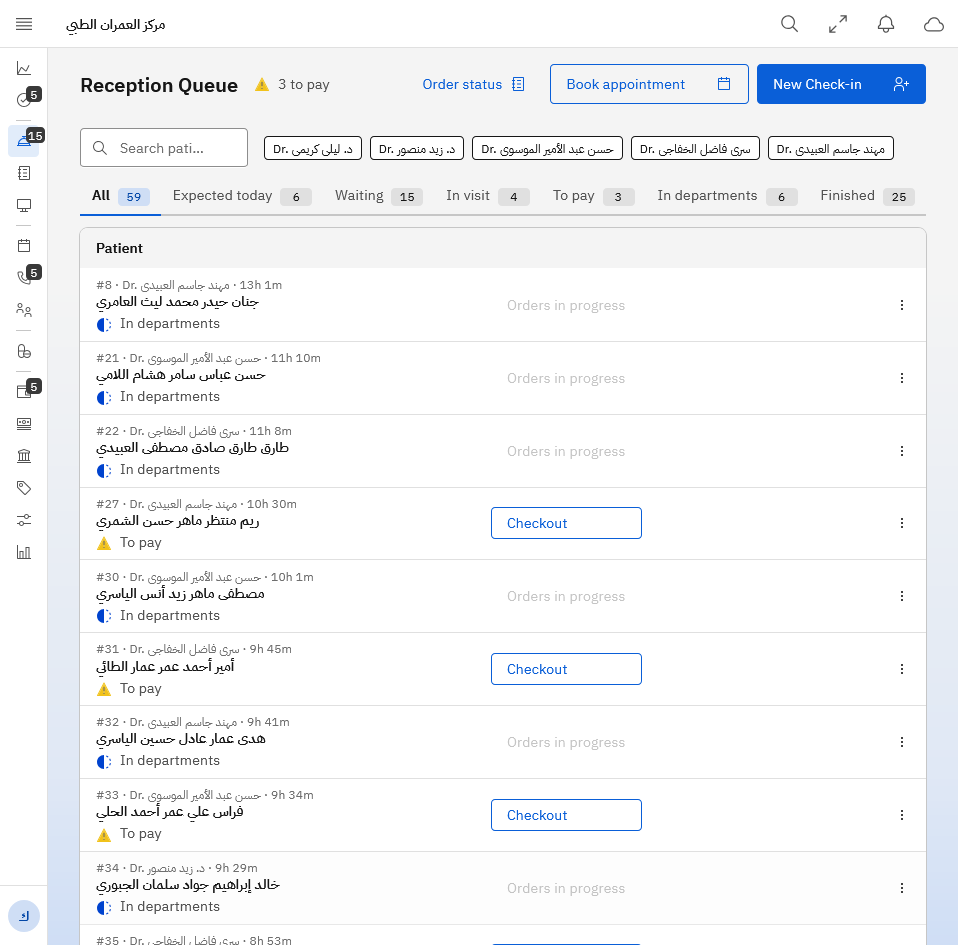 مركز العمران الطبي
Reception Queue
3 to pay
Order status
Book appointment
New Check-in
5
15
5
5
Search pati...
Dr. د. ليلى كريمي
Dr. د. زيد منصور
Dr. حسن عبد الأمير الموسوي
Dr. سرى فاضل الخفاجي
Dr. مهند جاسم العبيدي
All 59
Expected today 6
Waiting 15
In visit 4
To pay 3
In departments 6
Finished 25
Patient
#8 · Dr. مهند جاسم العبيدي · 13h 1m
جنان حيدر محمد ليث العامري
In departments
Orders in progress
#21 · Dr. حسن عبد الأمير الموسوي · 11h 10m
حسن عباس سامر هشام اللامي
In departments
Orders in progress
#22 · Dr. سرى فاضل الخفاجي · 11h 8m
طارق طارق صادق مصطفى العبيدي
In departments
Orders in progress
#27 · Dr. مهند جاسم العبيدي · 10h 30m
ريم منتظر ماهر حسن الشمري
To pay
Checkout
#30 · Dr. حسن عبد الأمير الموسوي · 10h 1m
مصطفى ماهر زيد أنس الياسري
In departments
Orders in progress
#31 · Dr. سرى فاضل الخفاجي · 9h 45m
أمير أحمد عمر عمار الطائي
To pay
Checkout
#32 · Dr. مهند جاسم العبيدي · 9h 41m
هدى عمار عادل حسين الياسري
In departments
Orders in progress
#33 · Dr. حسن عبد الأمير الموسوي · 9h 34m
فراس علي عمر أحمد الحلي
To pay
Checkout
#34 · Dr. د. زيد منصور · 9h 29m
خالد إبراهيم جواد سلمان الجبوري
In departments
Orders in progress
#35 · Dr. سرى فاضل الخفاجي · 8h 53m
ك